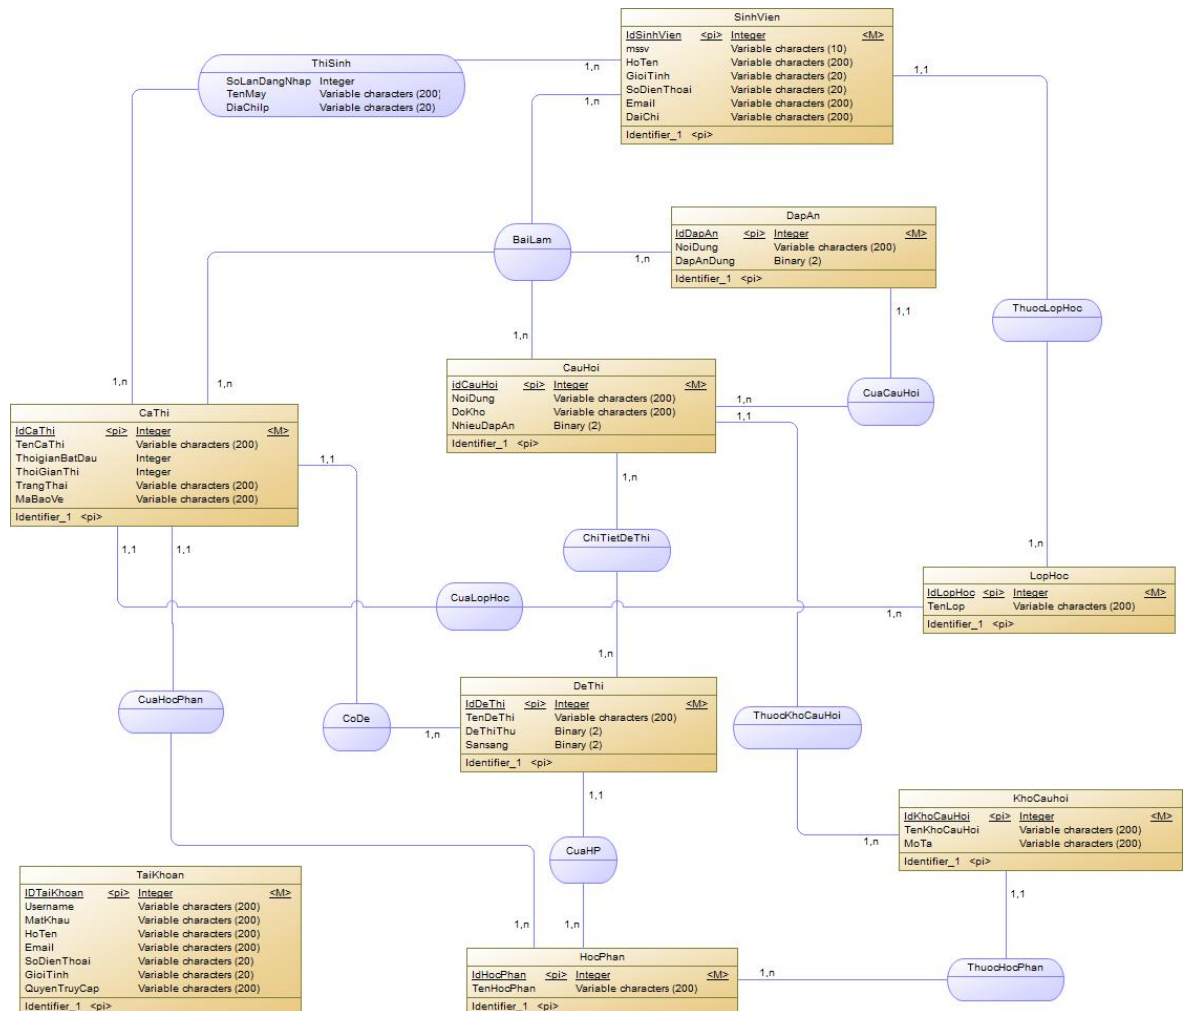 SinhVien
IdSinhVien <pi> Integer <M>
mssv Variable characters (10)
HoTen Variable characters (200)
GioiTinh Variable characters (20)
SoDienThoai Variable characters (20)
Email Variable characters (200)
DaiChi Variable characters (200)
Identifier_1 <pi>
ThiSinh
SoLanDangNhap Integer
TenMay Variable characters (200)
DiaChiIp Variable characters (20)
1,n
1,n
1,1
DapAn
IdDapAn <pi> Integer <M>
NoiDung Variable characters (200)
DapAnDung Binary (2)
Identifier_1 <pi>
BaiLam
1,n
1,1
ThuocLopHoc
1,n
CauHoi
idCauHoi <pi> Integer <M>
NoiDung Variable characters (200)
DoKho Variable characters (200)
NhieuDapAn Binary (2)
Identifier_1 <pi>
1,n
1,n
CuaCauHoi
1,n
1,1
CaThi
IdCaThi <pi> Integer <M>
TenCaThi Variable characters (200)
ThoigianBatDau Integer
ThoiGianThi Integer
TrangThai Variable characters (200)
MaBaoVe Variable characters (200)
Identifier_1 <pi>
1,1
1,n
1,1
1,1
ChiTietDeThi
1,n
LopHoc
IdLopHoc <pi> Integer <M>
TenLop Variable characters (200)
Identifier_1 <pi>
CuaLopHoc
1,n
1,n
DeThi
IdDeThi <pi> Integer <M>
TenDeThi Variable characters (200)
DeThiThu Binary (2)
Sansang Binary (2)
Identifier_1 <pi>
CuaHocPhan
CoDe
1,n
ThuocKhoCauHoi
1,1
KhoCauhoi
IdKhoCauHoi <pi> Integer <M>
TenKhoCauHoi Variable characters (200)
MoTa Variable characters (200)
Identifier_1 <pi>
1,n
CuaHP
TaiKhoan
IDTaiKhoan <pi> Integer <M>
Username Variable characters (200)
MatKhau Variable characters (200)
HoTen Variable characters (200)
Email Variable characters (200)
SoDienThoai Variable characters (20)
GioiTinh Variable characters (20)
QuyenTruyCap Variable characters (200)
Identifier_1 <pi>
1,1
1,n
1,n
HocPhan
IdHocPhan <pi> Integer <M>
TenHocPhan Variable characters (200)
Identifier_1 <pi>
1,n
ThuocHocPhan